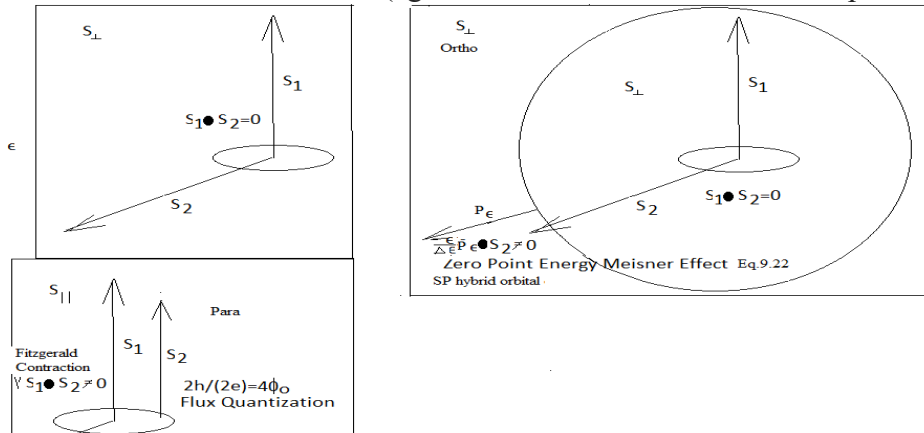 S⊥
S1
S1●S2=0
ϵ
S2
S||
Para
S1
S2
Fitzgerald
Contraction
γ S1●S2≠0
2h/(2e)=4ϕo
Flux Quantization
S⊥
Ortho
S⊥
S1
S2
S1●S2=0
Pϵ
Zero Point Energy Meisner Effect Eq.9.22
SP hybrid orbital